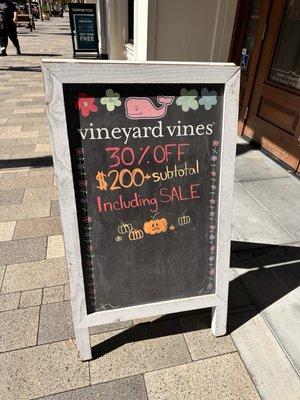 vineyard vines®
30% OFF
$200+ subtotal
Including SALE